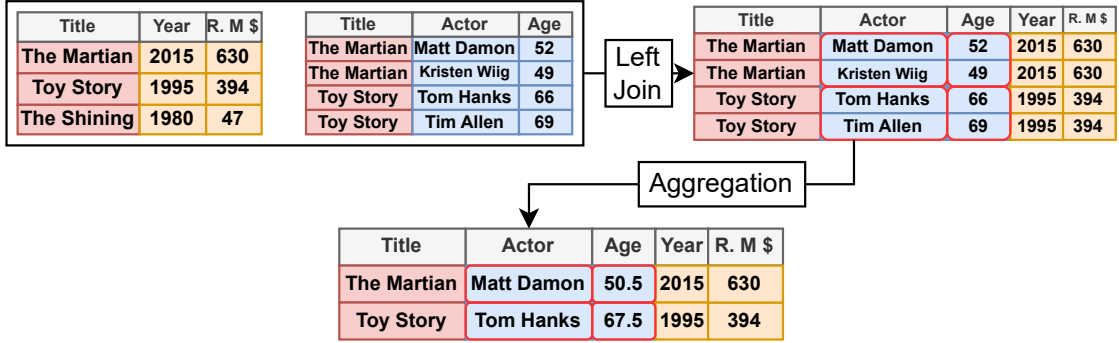 Title Year R. M $
The Martian 2015 630
Toy Story 1995 394
The Shining 1980 47
Title Actor Age
The Martian Matt Damon 52
The Martian Kristen Wiig 49
Toy Story Tom Hanks 66
Toy Story Tim Allen 69
Left
Join
Title Actor Age Year R. M $
The Martian Matt Damon 52 2015 630
The Martian Kristen Wiig 49 2015 630
Toy Story Tom Hanks 66 1995 394
Toy Story Tim Allen 69 1995 394
Aggregation
Title Actor Age Year R. M $
The Martian Matt Damon 50.5 2015 630
Toy Story Tom Hanks 67.5 1995 394